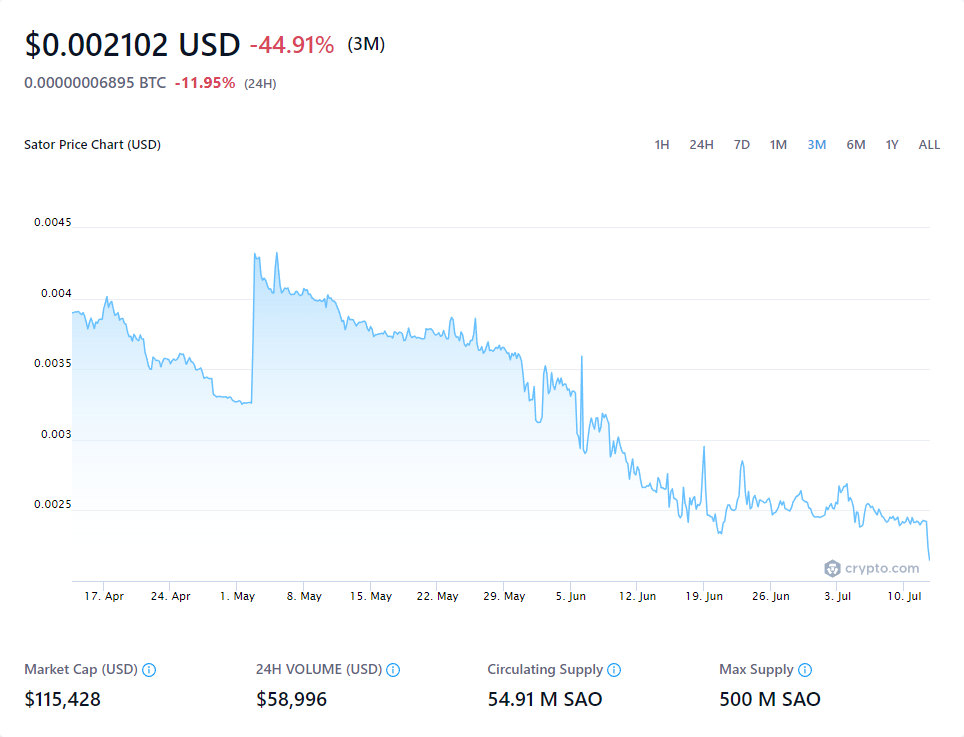 $0.002102 USD -44.91% (3M)
0.00000006895 BTC -11.95% (24H)
Sator Price Chart (USD) 1H 24H 7D 1M 3M 6M 1Y ALL
0.0045
0.004
0.0035
0.003
0.0025
crypto.com
17. Apr 24. Apr 1. May 8. May 15. May 22. May 29. May 5. Jun 12. Jun 19. Jun 26. Jun 3. Jul 10. Jul
Market Cap (USD) 24H VOLUME (USD) Circulating Supply Max Supply
$115,428 $58,996 54.91 M SAO 500 M SAO